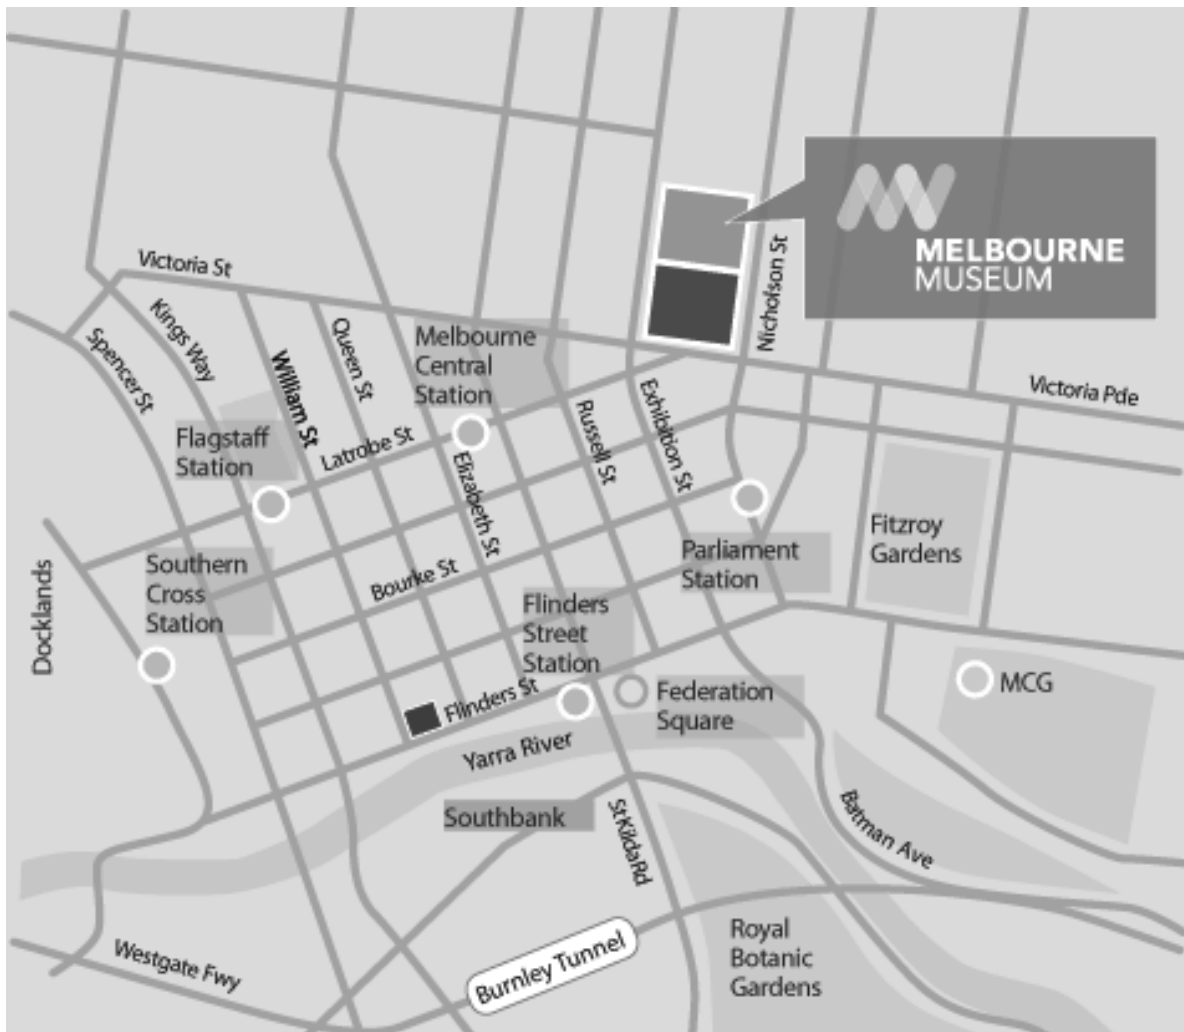 MELBOURNE
MUSEUM
Nicholson St
Victoria St
Kings Way
Spencer St
William St
Queen St
Melbourne
Central
Station
Victoria Pde
Exhibition St
Russell St
Latrobe St
Flagstaff
Station
Elizabeth St
Fitzroy
Gardens
Parliament
Station
Southern
Cross
Station
Docklands
Bourke St
Flinders
Street
Station
Federation
Square
MCG
Flinders St
Yarra River
Southbank
St Kilda Rd
Batman Ave
Royal
Botanic
Gardens
Burnley Tunnel
Westgate Fwy